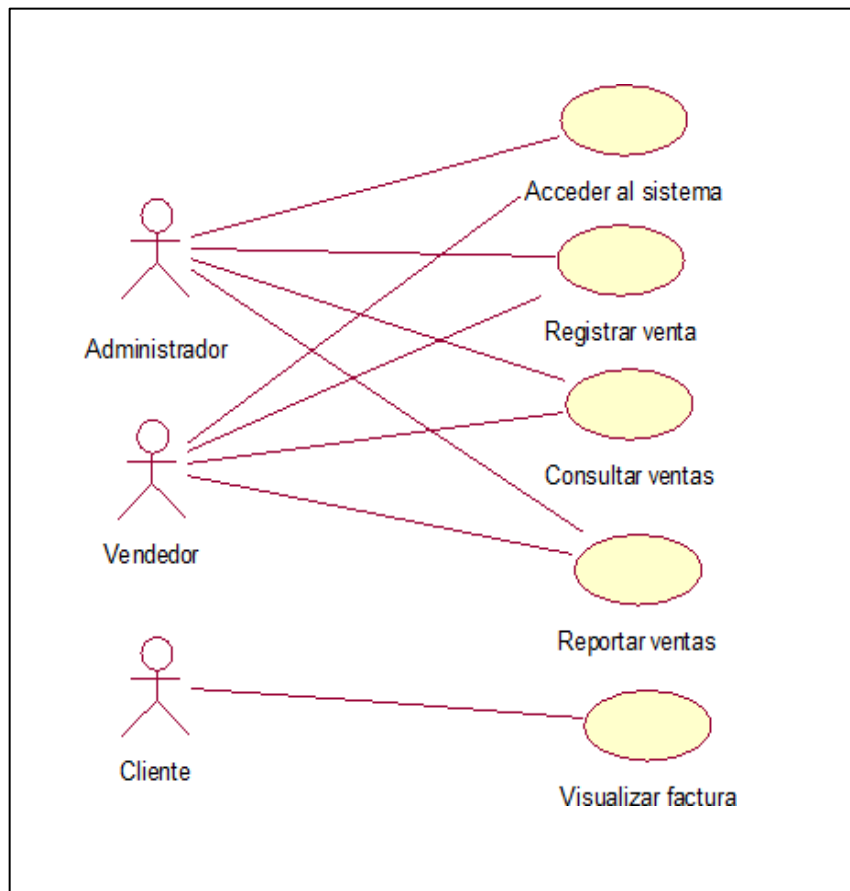 Acceder al sistema
Registrar venta
Administrador
Consultar ventas
Vendedor
Reportar ventas
Cliente
Visualizar factura